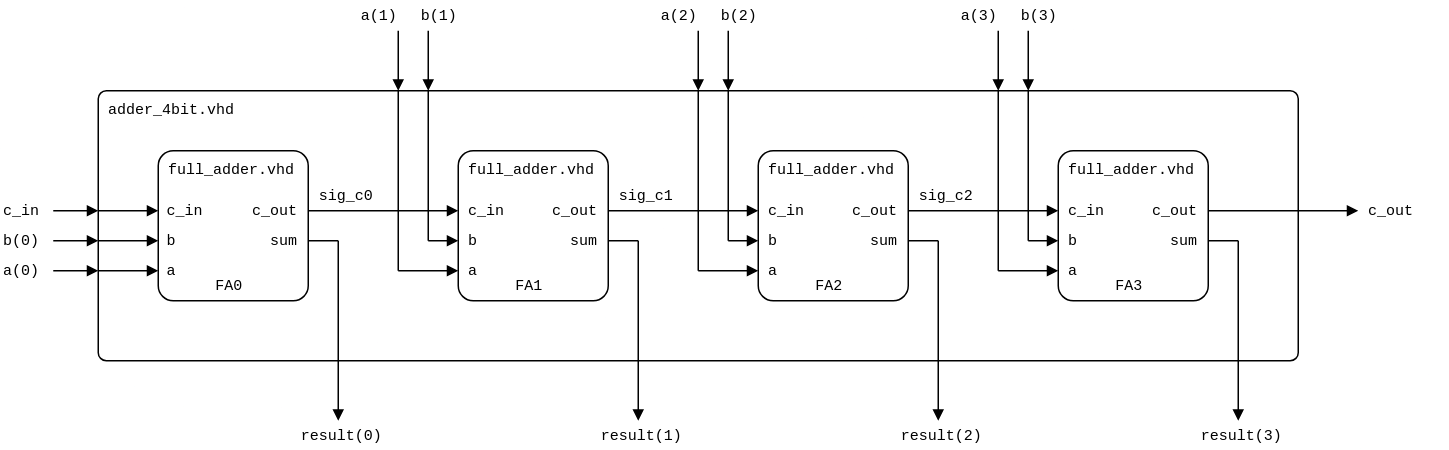 a(1) b(1) a(2) b(2) a(3) b(3)
adder_4bit.vhd
full_adder.vhd full_adder.vhd full_adder.vhd full_adder.vhd
sig_c0 sig_c1 sig_c2
c_in c_in c_out c_in c_out c_in c_out c_in c_out c_out
b(0) b sum b sum b sum b sum
a(0) a a a a
FA0 FA1 FA2 FA3
result(0) result(1) result(2) result(3)